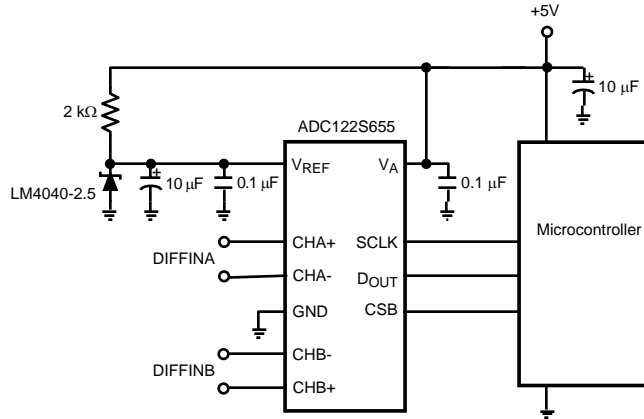 +5V
10 µF
2 kΩ
ADC122S655
LM4040-2.5
10 µF
0.1 µF
VREF
VA
0.1 µF
Microcontroller
DIFFINA
CHA+
SCLK
CHA-
DOUT
GND
CSB
DIFFINB
CHB-
CHB+